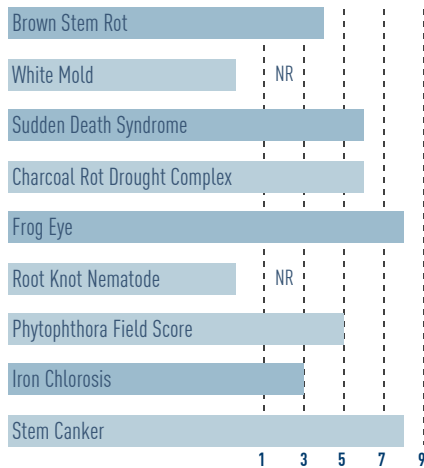 Brown Stem Rot
White Mold NR
Sudden Death Syndrome
Charcoal Rot Drought Complex
Frog Eye
Root Knot Nematode NR
Phytophthora Field Score
Iron Chlorosis
Stem Canker
1 3 5 7 9